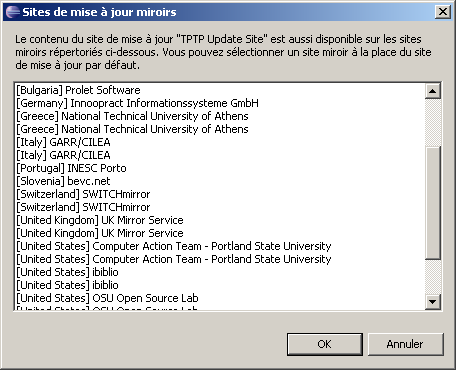 Sites de mise à jour miroirs
Le contenu du site de mise à jour "TPTP Update Site" est aussi disponible sur les sites
miroirs répertoriés ci-dessous. Vous pouvez sélectionner un site miroir à la place du site
de mise à jour par défaut.
[Bulgaria] Prolet Software
[Germany] Innoopract Informationssysteme GmbH
[Greece] National Technical University of Athens
[Greece] National Technical University of Athens
[Italy] GARR/CILEA
[Italy] GARR/CILEA
[Portugal] INESC Porto
[Slovenia] bevc.net
[Switzerland] SWITCHmirror
[Switzerland] SWITCHmirror
[United Kingdom] UK Mirror Service
[United Kingdom] UK Mirror Service
[United States] Computer Action Team - Portland State University
[United States] Computer Action Team - Portland State University
[United States] ibiblio
[United States] ibiblio
[United States] OSU Open Source Lab
[United States] OSU Open Source Lab
OK
Annuler